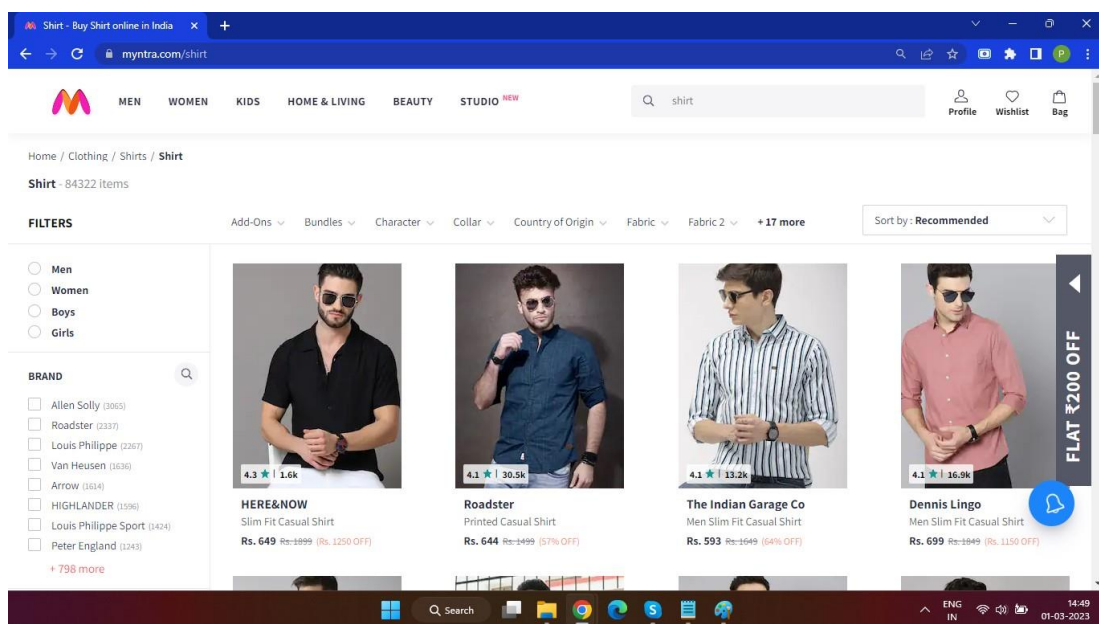 Shirt - Buy Shirt online in India
myntra.com/shirt
P
MEN WOMEN KIDS HOME & LIVING BEAUTY STUDIO NEW
shirt
Profile Wishlist Bag
Home / Clothing / Shirts / Shirt
Shirt - 84322 items
FILTERS
Add-Ons Bundles Character Collar Country of Origin Fabric Fabric 2 + 17 more
Sort by : Recommended
Men
Women
Boys
Girls
BRAND
Allen Solly (3065)
Roadster (2337)
Louis Philippe (2267)
Van Heusen (1636)
Arrow (1614)
HIGHLANDER (1596)
Louis Philippe Sport (1424)
Peter England (1243)
+ 798 more
4.3 ★ | 1.6k
HERE&NOW
Slim Fit Casual Shirt
Rs. 649 Rs. 1899 (Rs. 1250 OFF)
4.1 ★ | 30.5k
Roadster
Printed Casual Shirt
Rs. 644 Rs. 1499 (57% OFF)
4.1 ★ | 13.2k
The Indian Garage Co
Men Slim Fit Casual Shirt
Rs. 593 Rs. 1649 (64% OFF)
4.1 ★ | 16.9k
Dennis Lingo
Men Slim Fit Casual Shirt
Rs. 699 Rs. 1849 (Rs. 1150 OFF)
FLAT ₹200 OFF
Search
ENG
IN
14:49
01-03-2023